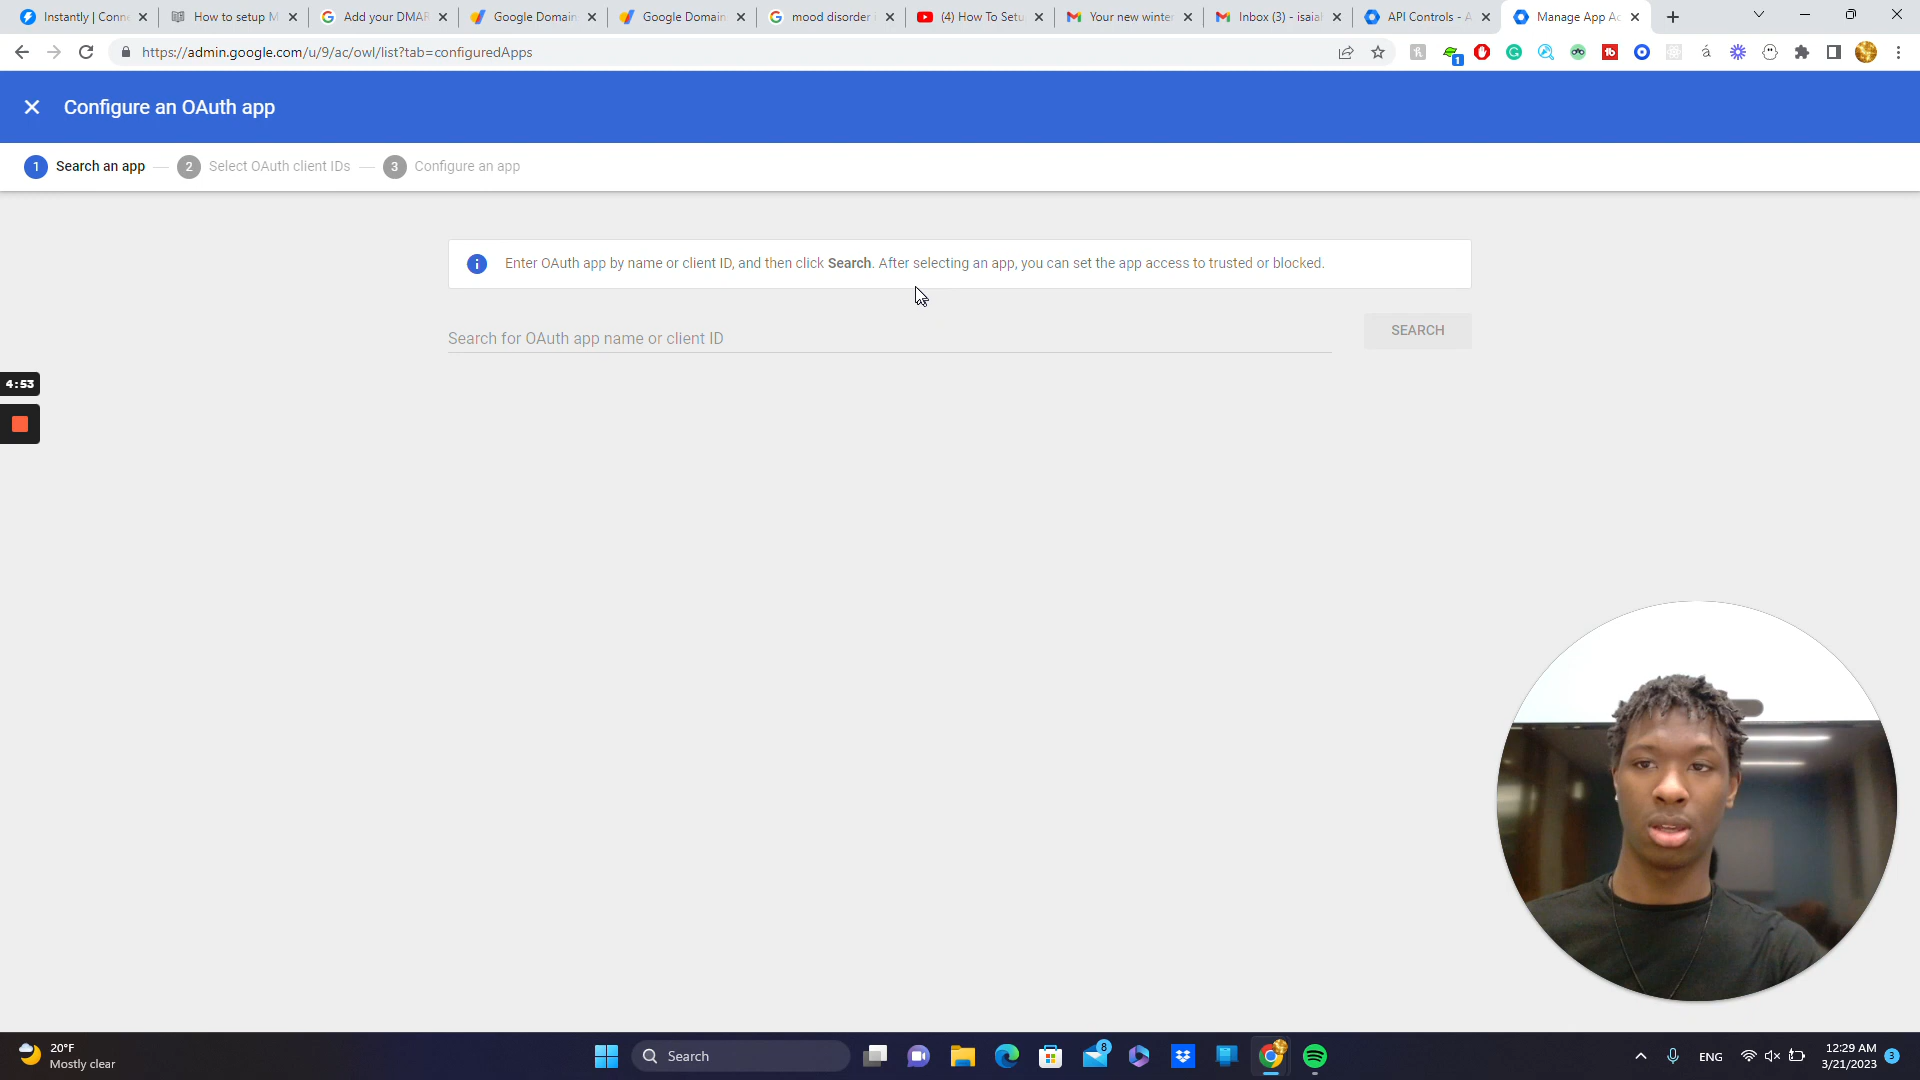 Instantly | Conn
How to setup M
Add your DMAR
Google Domain
Google Domain
mood disorder
(4) How To Setu
Your new winte
Inbox (3) - isaial
API Controls - A
Manage App Ac
https://admin.google.com/u/9/ac/owl/list?tab=configuredApps
1
Configure an OAuth app
1 Search an app
2 Select OAuth client IDs
3 Configure an app
Enter OAuth app by name or client ID, and then click Search. After selecting an app, you can set the app access to trusted or blocked.
Search for OAuth app name or client ID
SEARCH
4:53
20°F
Mostly clear
Search
8
ENG
12:29 AM
3/21/2023
3